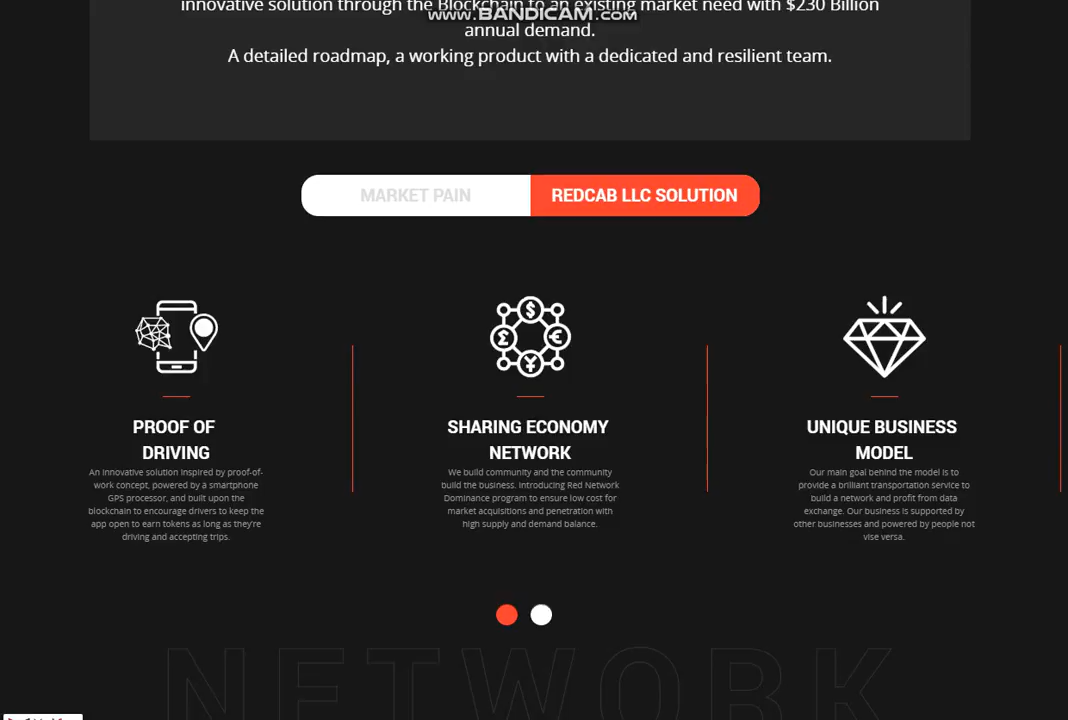 innovative solution through the Blockchain to an existing market need with $230 Billion
www.BANDICAM.com
annual demand.
A detailed roadmap, a working product with a dedicated and resilient team.
MARKET PAIN
REDCAB LLC SOLUTION
PROOF OF
DRIVING
An innovative solution inspired by proof-of-
work concept, powered by a smartphone
GPS processor, and built upon the
blockchain to encourage drivers to keep the
app open to earn tokens as long as they're
driving and accepting trips.
SHARING ECONOMY
NETWORK
We build community and the community
build the business. Introducing Red Network
Dominance program to ensure low cost for
market acquisitions and penetration with
high supply and demand balance.
UNIQUE BUSINESS
MODEL
Our main goal behind the model is to
provide a brilliant transportation service to
build a network and profit from data
exchange. Our business is supported by
other businesses and powered by people not
vise versa.
NETWORK